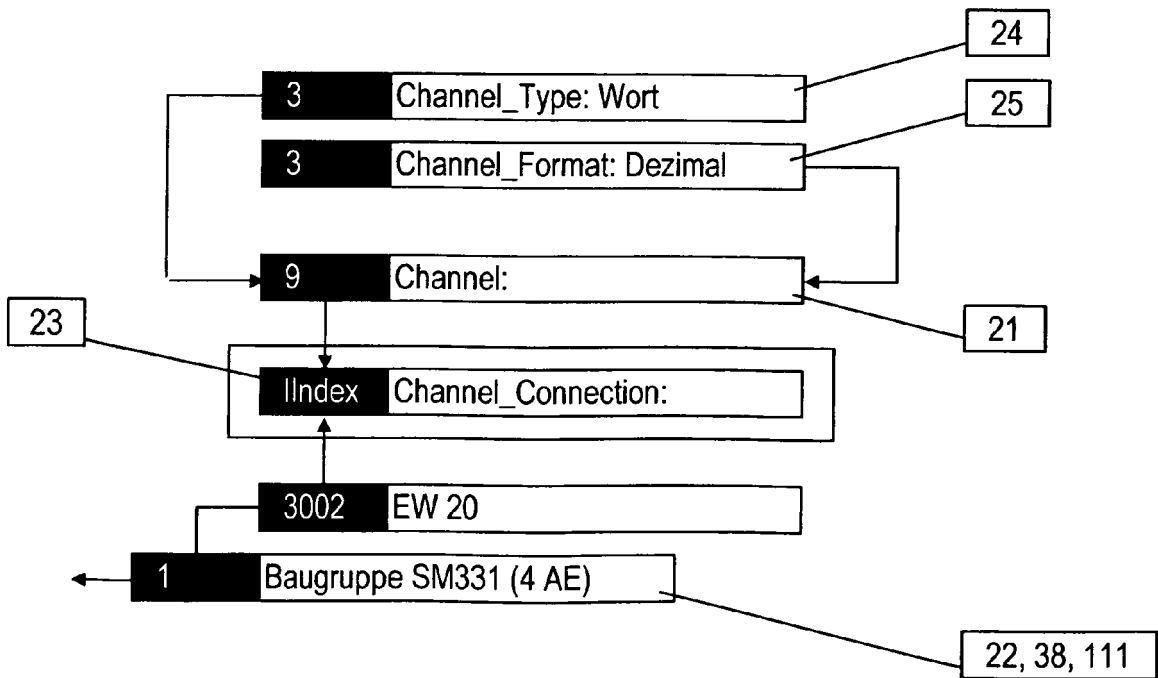 24
3 Channel_Type: Wort
25
3 Channel_Format: Dezimal
9 Channel:
23
21
IIndex Channel_Connection:
3002 EW 20
1 Baugruppe SM331 (4 AE)
22, 38, 111